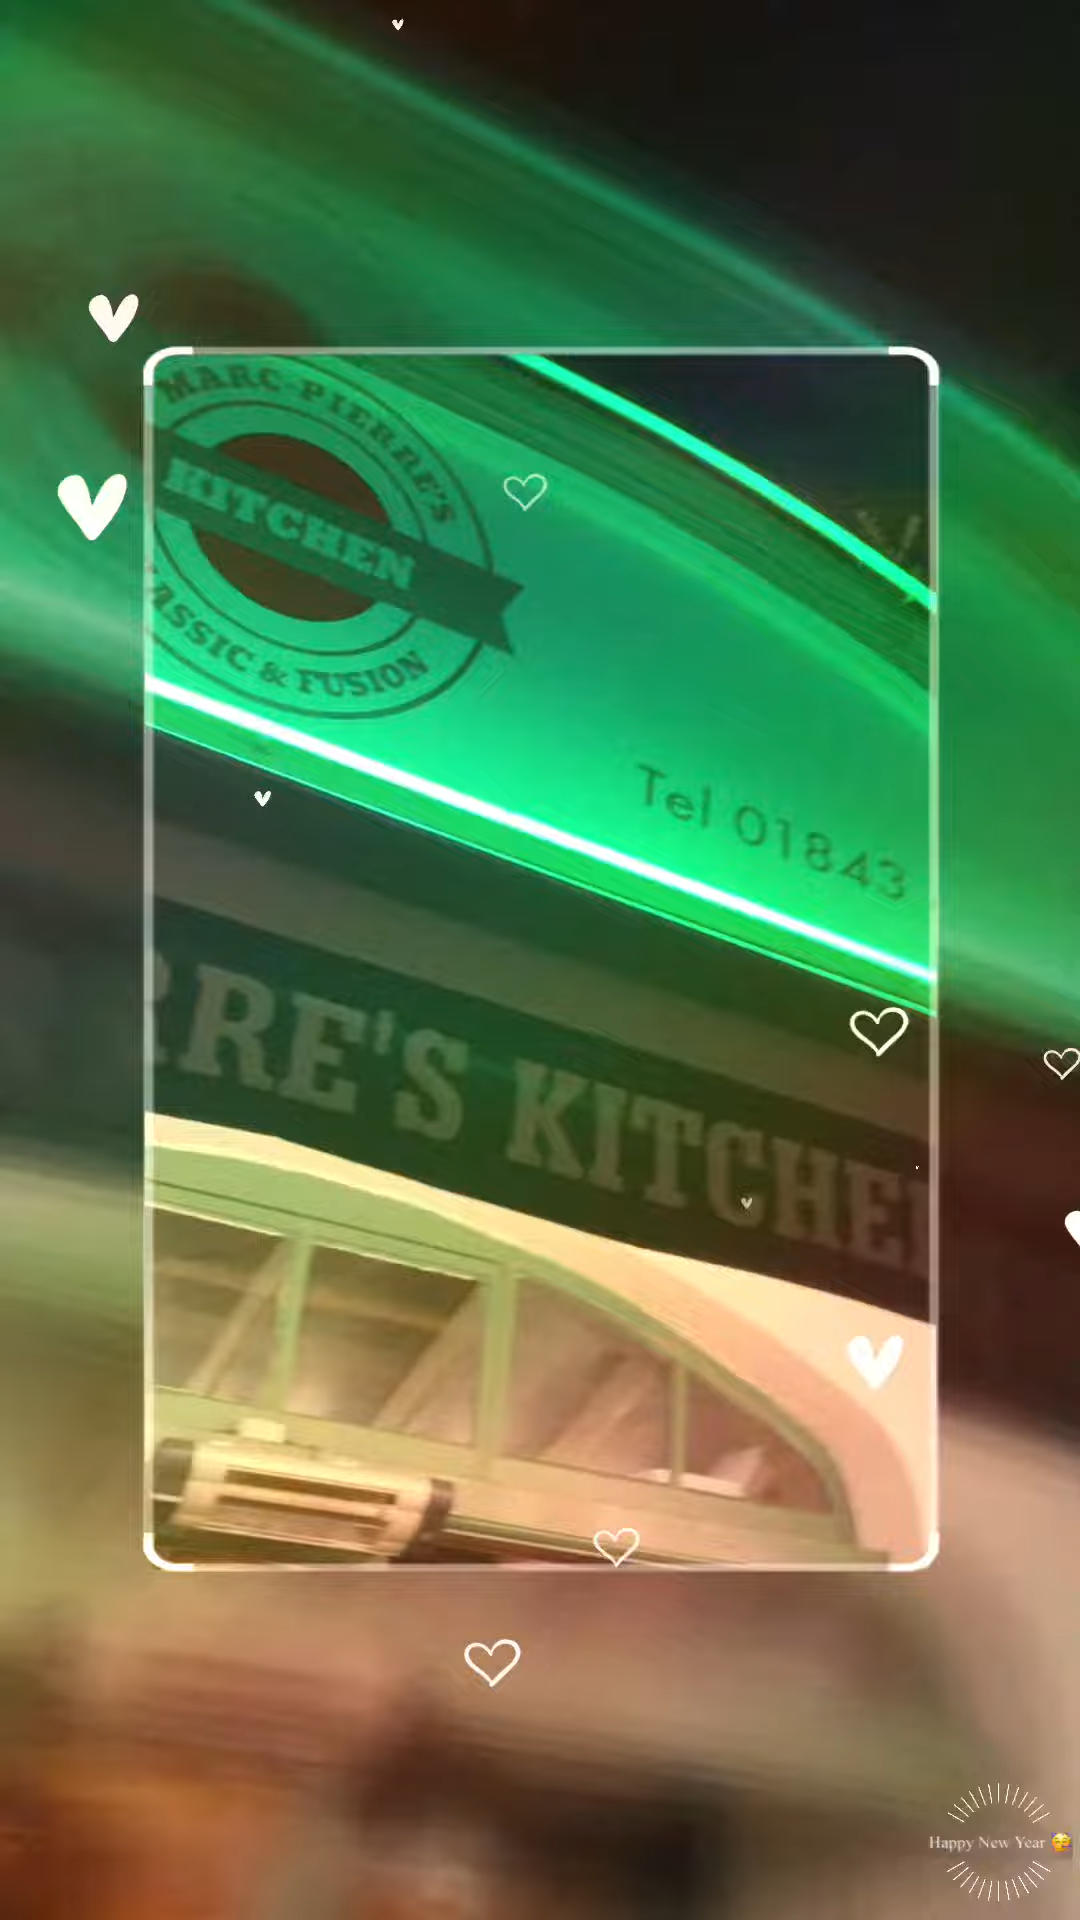 MARC-PIERRE'S
KITCHEN
ASSIC & FUSION
Tel 01843
RRE'S KITCHE
Happy New Year 🥳